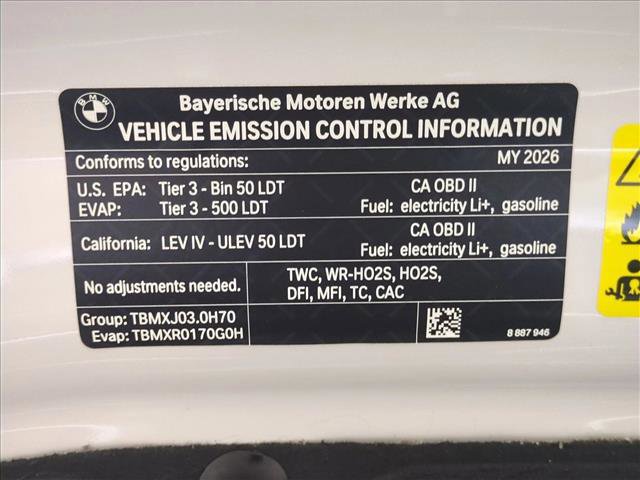 BMW
Bayerische Motoren Werke AG
VEHICLE EMISSION CONTROL INFORMATION
Conforms to regulations: MY 2026
U.S. EPA: Tier 3 - Bin 50 LDT CA OBD II
EVAP: Tier 3 - 500 LDT Fuel: electricity Li+, gasoline
California: LEV IV - ULEV 50 LDT CA OBD II
Fuel: electricity Li+, gasoline
No adjustments needed. TWC, WR-HO2S, HO2S,
DFI, MFI, TC, CAC
Group: TBMXJ03.0H70
Evap: TBMXR0170G0H
8 887 946